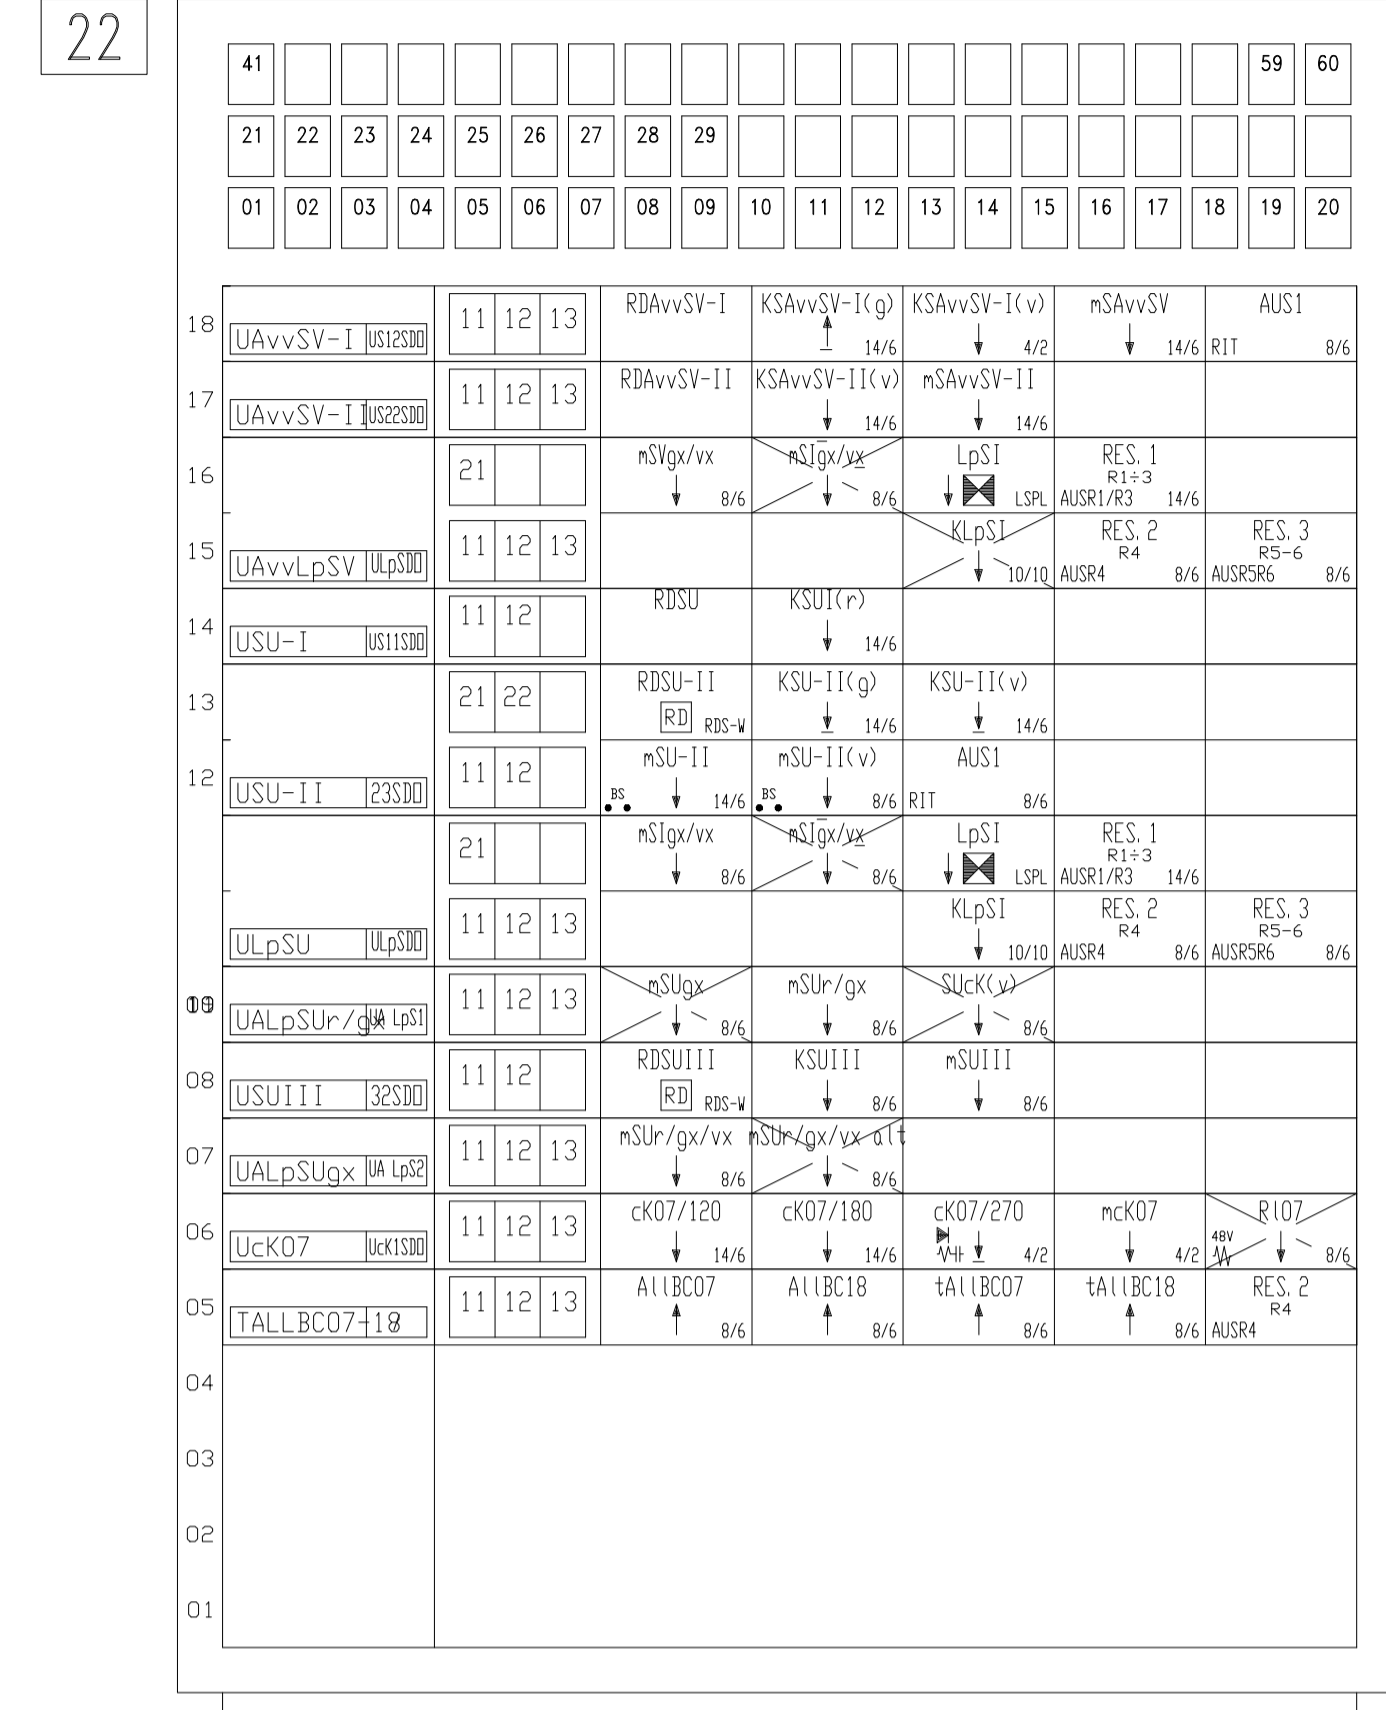 22
41 59 60
21 22 23 24 25 26 27 28 29
01 02 03 04 05 06 07 08 09 10 11 12 13 14 15 16 17 18 19 20
18 UAvvSV-I US12SD0 11 12 13
RDAvvSV-I KSAvvSV-I(g) KSAvvSV-I(v) mSAvvSV AUS1
14/6 4/2 14/6 RIT 8/6
17 UAvvSV-II US22SD0 11 12 13
RDAvvSV-II KSAvvSV-II(v) mSAvvSV-II
14/6 14/6
16 21
mSVgx/vx mSIgx/vx LpSI RES. 1
R1÷3
8/6 8/6 LSPL AUSR1/R3 14/6
15 UAvvLpSV ULpSD0 11 12 13
KLpSI RES. 2 RES. 3
R4 R5-6
10/10 AUSR4 8/6 AUSR5R6 8/6
14 USU-I US11SD0 11 12
RDSU KSUI(r)
14/6
13 21 22
RDSU-II KSU-II(g) KSU-II(v)
RD RDS-W 14/6 14/6
12 USU-II 23SD0 11 12
mSU-II mSU-II(v) AUS1
BS 14/6 BS 8/6 RIT 8/6
21
mSIgx/vx mSIgx/vx LpSI RES. 1
R1÷3
8/6 8/6 LSPL AUSR1/R3 14/6
ULpSU ULpSD0 11 12 13
KLpSI RES. 2 RES. 3
R4 R5-6
10/10 AUSR4 8/6 AUSR5R6 8/6
UALpSUr/gx UA LpS1 11 12 13
mSUgx mSUr/gx SUcK(v)
8/6 8/6 8/6
08 USUIII 32SD0 11 12
RDSUIII KSUIII mSUIII
RD RDS-W 8/6 8/6
07 UALpSUgx UA LpS2 11 12 13
mSUr/gx/vx mSUr/gx/vx alt
8/6 8/6
06 UcK07 UcK1SD0 11 12 13
cK07/120 cK07/180 cK07/270 mcK07 Rl07
14/6 14/6 4/2 4/2 48V 8/6
05 TALLBC07-18 11 12 13
AllBC07 AllBC18 tAllBC07 tAllBC18 RES. 2
R4
8/6 8/6 8/6 8/6 AUSR4
04
03
02
01